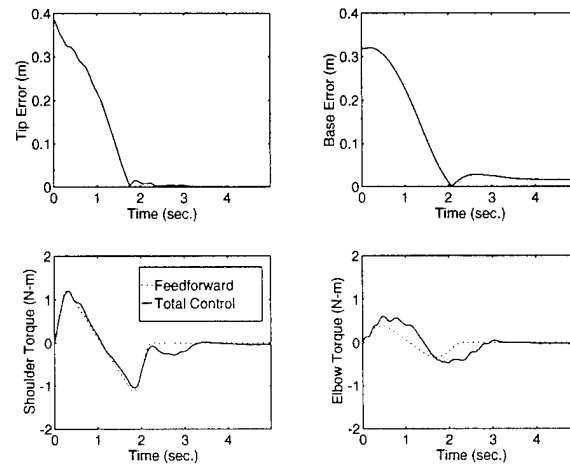 0.4
0.3
0.2
0.1
0
Tip Error (m)
0 1 2 3 4
Time (sec.)
0.4
0.3
0.2
0.1
0
Base Error (m)
0 1 2 3 4
Time (sec.)
2
1
0
-1
-2
Shoulder Torque (N-m)
Feedforward
Total Control
0 1 2 3 4
Time (sec.)
2
1
0
-1
-2
Elbow Torque (N-m)
0 1 2 3 4
Time (sec.)